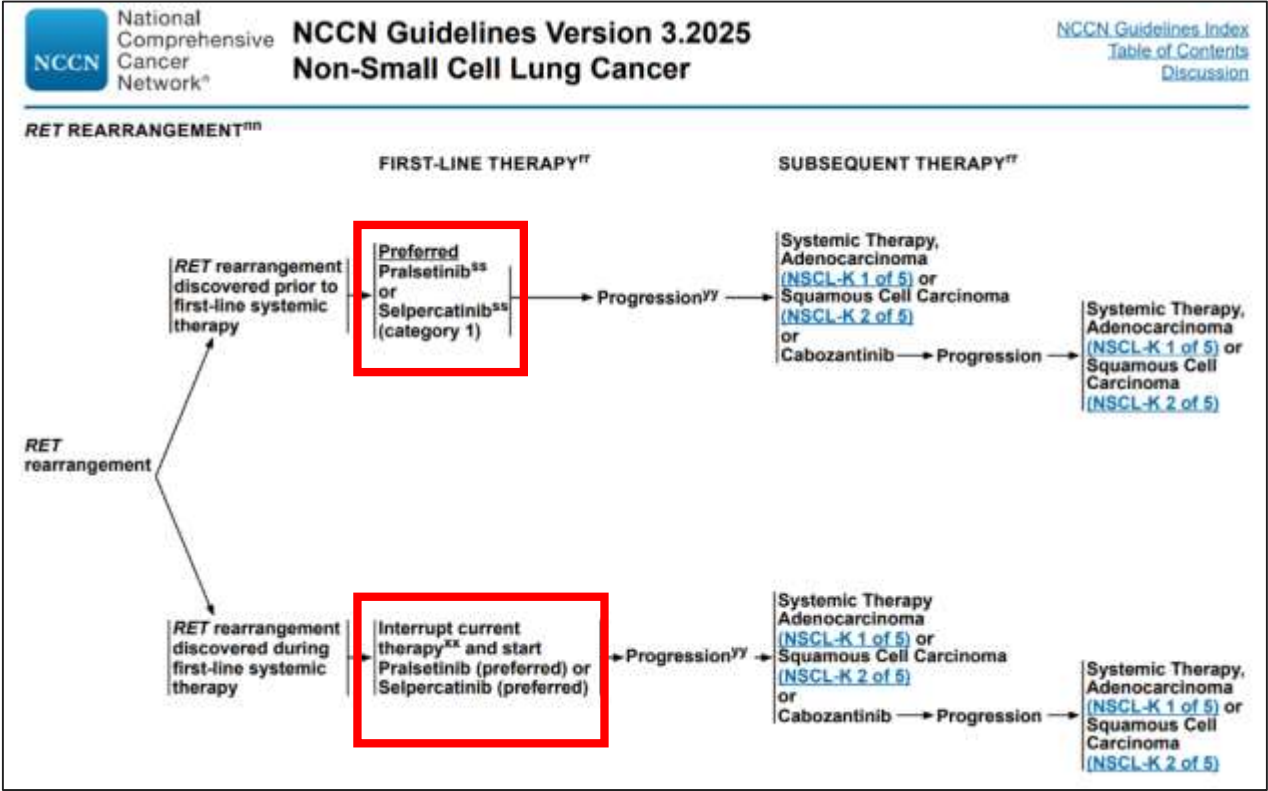 National
Comprehensive
Cancer
Network®
NCCN
NCCN Guidelines Version 3.2025
Non-Small Cell Lung Cancer
NCCN Guidelines Index
Table of Contents
Discussion
RET REARRANGEMENTnn
FIRST-LINE THERAPYrr
SUBSEQUENT THERAPYrr
RET
rearrangement
RET rearrangement
discovered prior to
first-line systemic
therapy
Preferred
Pralsetinibss
or
Selpercatinibss
(category 1)
Progressionyy
Systemic Therapy,
Adenocarcinoma
(NSCL-K 1 of 5) or
Squamous Cell Carcinoma
(NSCL-K 2 of 5)
or
Cabozantinib
Progression
Systemic Therapy,
Adenocarcinoma
(NSCL-K 1 of 5) or
Squamous Cell
Carcinoma
(NSCL-K 2 of 5)
RET rearrangement
discovered during
first-line systemic
therapy
Interrupt current
therapyxx and start
Pralsetinib (preferred) or
Selpercatinib (preferred)
Progressionyy
Systemic Therapy
Adenocarcinoma
(NSCL-K 1 of 5) or
Squamous Cell Carcinoma
(NSCL-K 2 of 5)
or
Cabozantinib
Progression
Systemic Therapy,
Adenocarcinoma
(NSCL-K 1 of 5) or
Squamous Cell
Carcinoma
(NSCL-K 2 of 5)